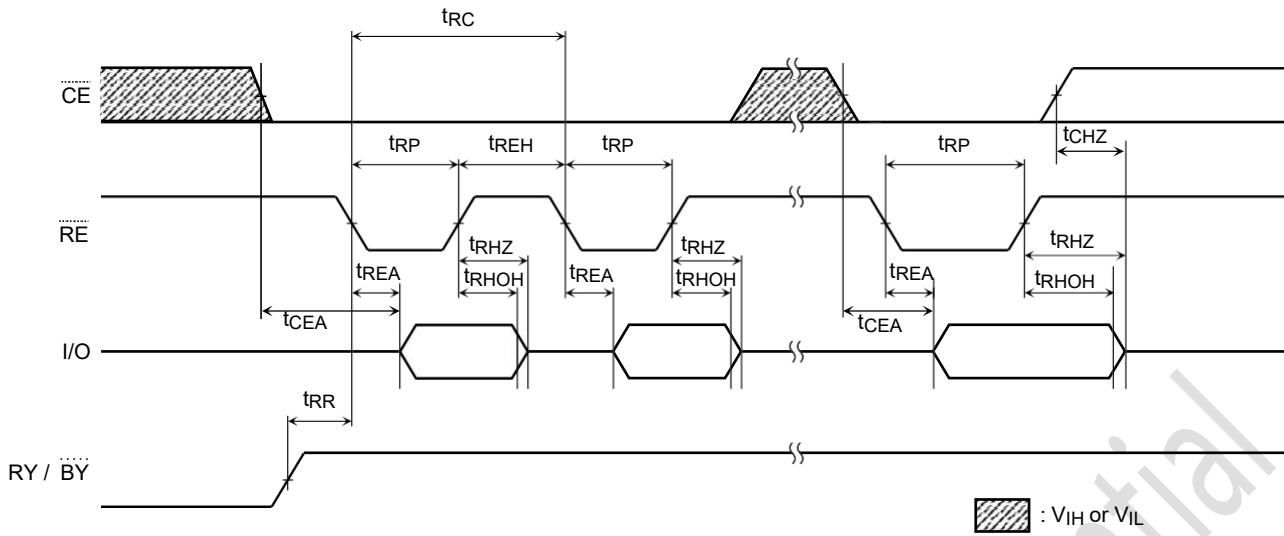 tRC
CE
tRP tREH tRP tRP tCHZ
RE
tRHZ tRHZ tRHZ
tREA tRHOH tREA tRHOH tREA tRHOH
tCEA tCEA
I/O
tRR
RY / BY
: VIH or VIL